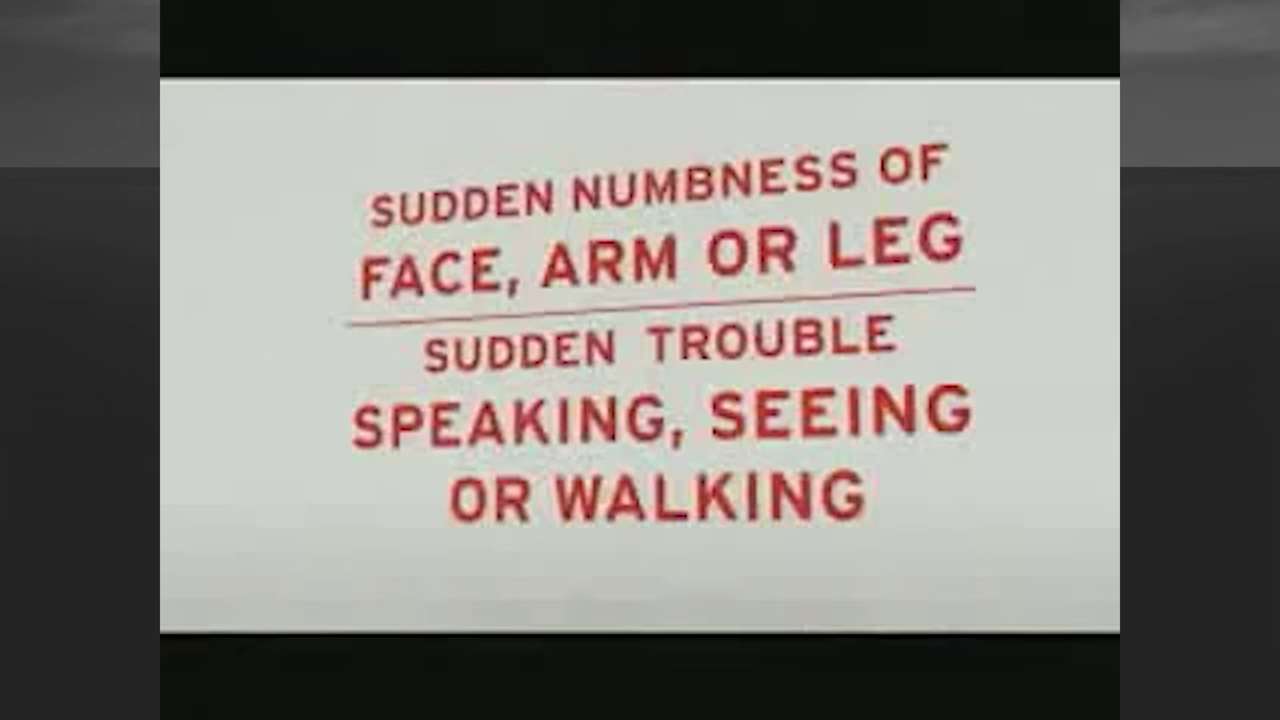 SUDDEN NUMBNESS OF
FACE, ARM OR LEG
SUDDEN TROUBLE
SPEAKING, SEEING
OR WALKING